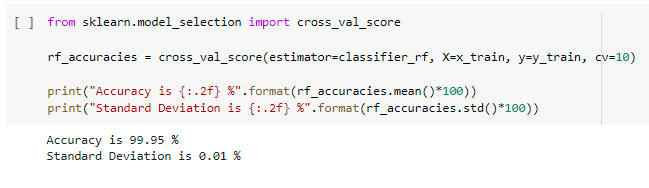 [ ] from sklearn.model_selection import cross_val_score
rf_accuracies = cross_val_score(estimator=classifier_rf, X=x_train, y=y_train, cv=10)
print("Accuracy is {:.2f} %".format(rf_accuracies.mean()*100))
print("Standard Deviation is {:.2f} %".format(rf_accuracies.std()*100))
Accuracy is 99.95 %
Standard Deviation is 0.01 %